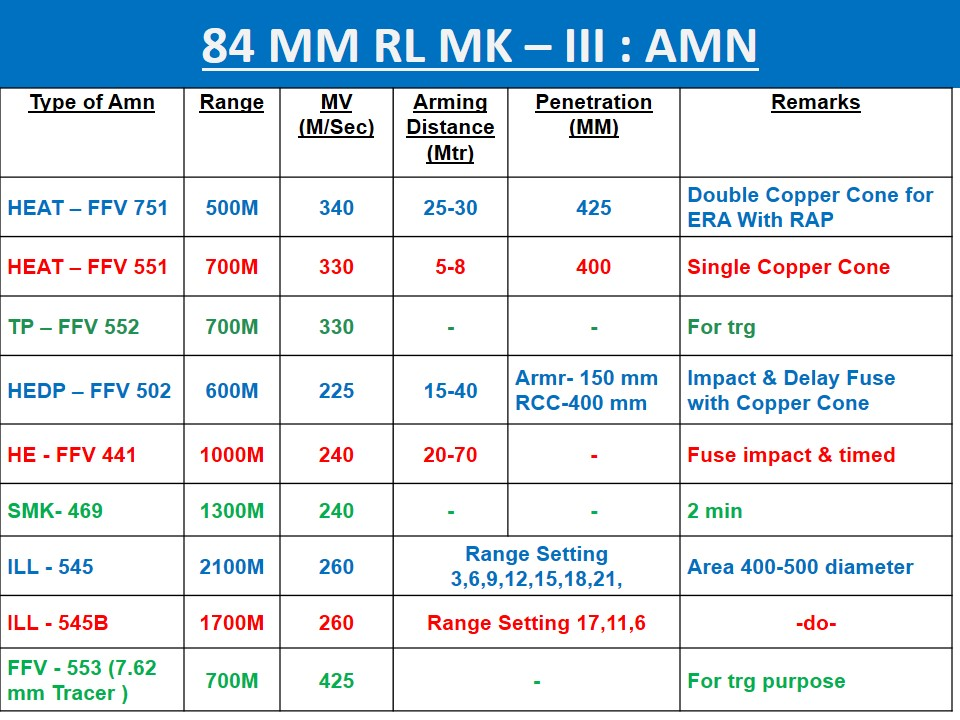 84 MM RL MK – III : AMN
Type of Amn Range MV (M/Sec) Arming Distance (Mtr) Penetration (MM) Remarks
HEAT – FFV 751 500M 340 25-30 425 Double Copper Cone for ERA With RAP
HEAT – FFV 551 700M 330 5-8 400 Single Copper Cone
TP – FFV 552 700M 330 - - For trg
HEDP – FFV 502 600M 225 15-40 Armr- 150 mm RCC-400 mm Impact & Delay Fuse with Copper Cone
HE - FFV 441 1000M 240 20-70 - Fuse impact & timed
SMK- 469 1300M 240 - - 2 min
ILL - 545 2100M 260 Range Setting 3,6,9,12,15,18,21, Area 400-500 diameter
ILL - 545B 1700M 260 Range Setting 17,11,6 -do-
FFV - 553 (7.62 mm Tracer ) 700M 425 - For trg purpose